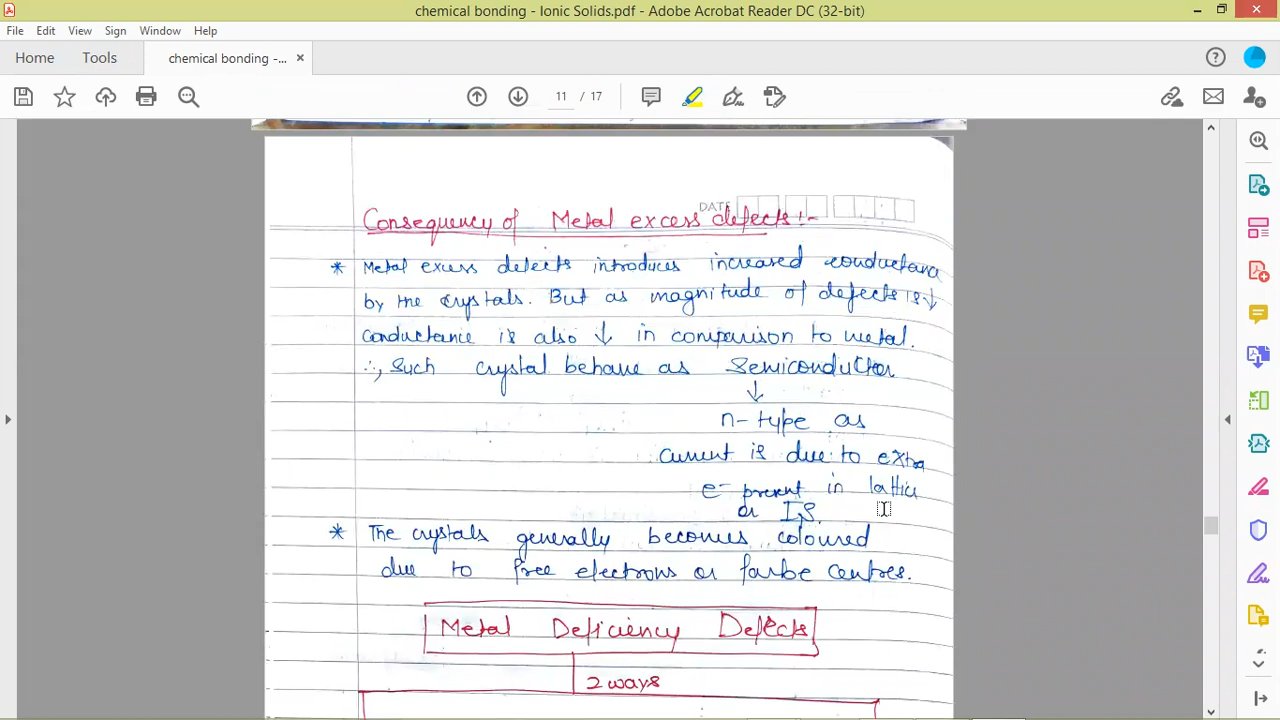 chemical bonding - Ionic Solids.pdf - Adobe Acrobat Reader DC (32-bit)
File Edit View Sign Window Help
Home Tools chemical bonding -...
11 / 17
DATE
Consequency of Metal excess defects :-
* Metal exess defects introduces increased conductance
by the crystals. But as magnitude of defects is ↓
conductance is also ↓ in comparison to metal.
∴, Such crystal behave as Semiconductor
↓
n- type as
current is due to extra
e- present in lattice
or I.S.
* The crystals generally becomes coloured
due to free electrons or farbe centres.
Metal Deficiency Defects
2 ways